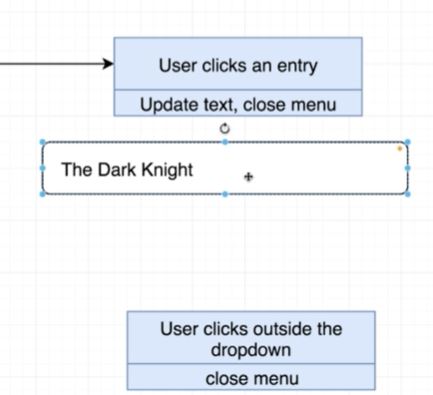 User clicks an entry
Update text, close menu
The Dark Knight
User clicks outside the
dropdown
close menu